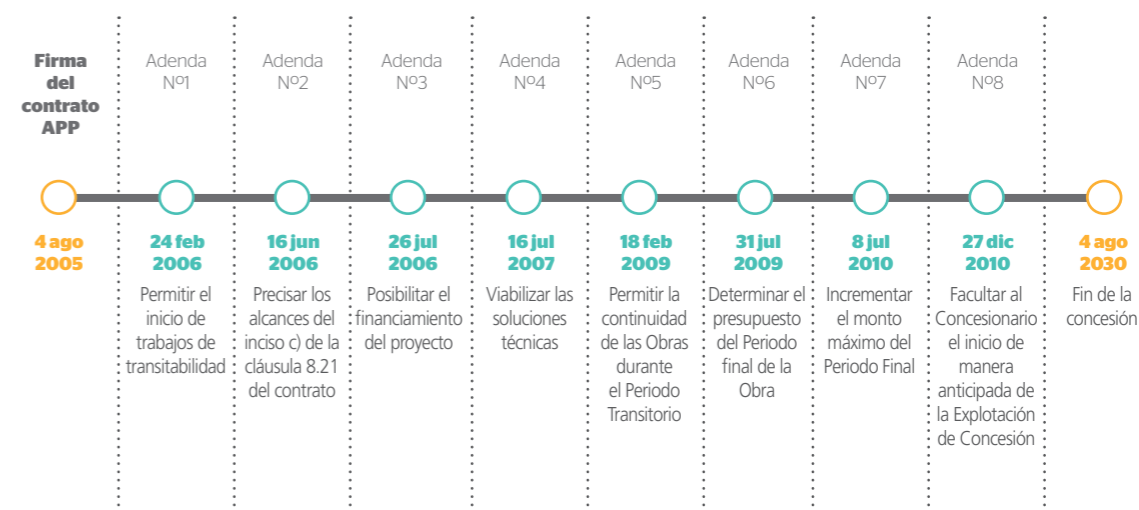 Firma
del
contrato
APP
4 ago
2005
Adenda
Nº1
24 feb
2006
Permitir el
inicio de
trabajos de
transitabilidad
Adenda
Nº2
16 jun
2006
Precisar los
alcances del
inciso c) de la
cláusula 8.21
del contrato
Adenda
Nº3
26 jul
2006
Posibilitar el
financiamiento
del proyecto
Adenda
Nº4
16 jul
2007
Viabilizar las
soluciones
técnicas
Adenda
Nº5
18 feb
2009
Permitir la
continuidad
de las Obras
durante
el Periodo
Transitorio
Adenda
Nº6
31 jul
2009
Determinar el
presupuesto
del Periodo
final de la
Obra
Adenda
Nº7
8 jul
2010
Incrementar
el monto
máximo del
Periodo Final
Adenda
Nº8
27 dic
2010
Facultar al
Concesionario
el inicio de
manera
anticipada de
la Explotación
de Concesión
4 ago
2030
Fin de la
concesión